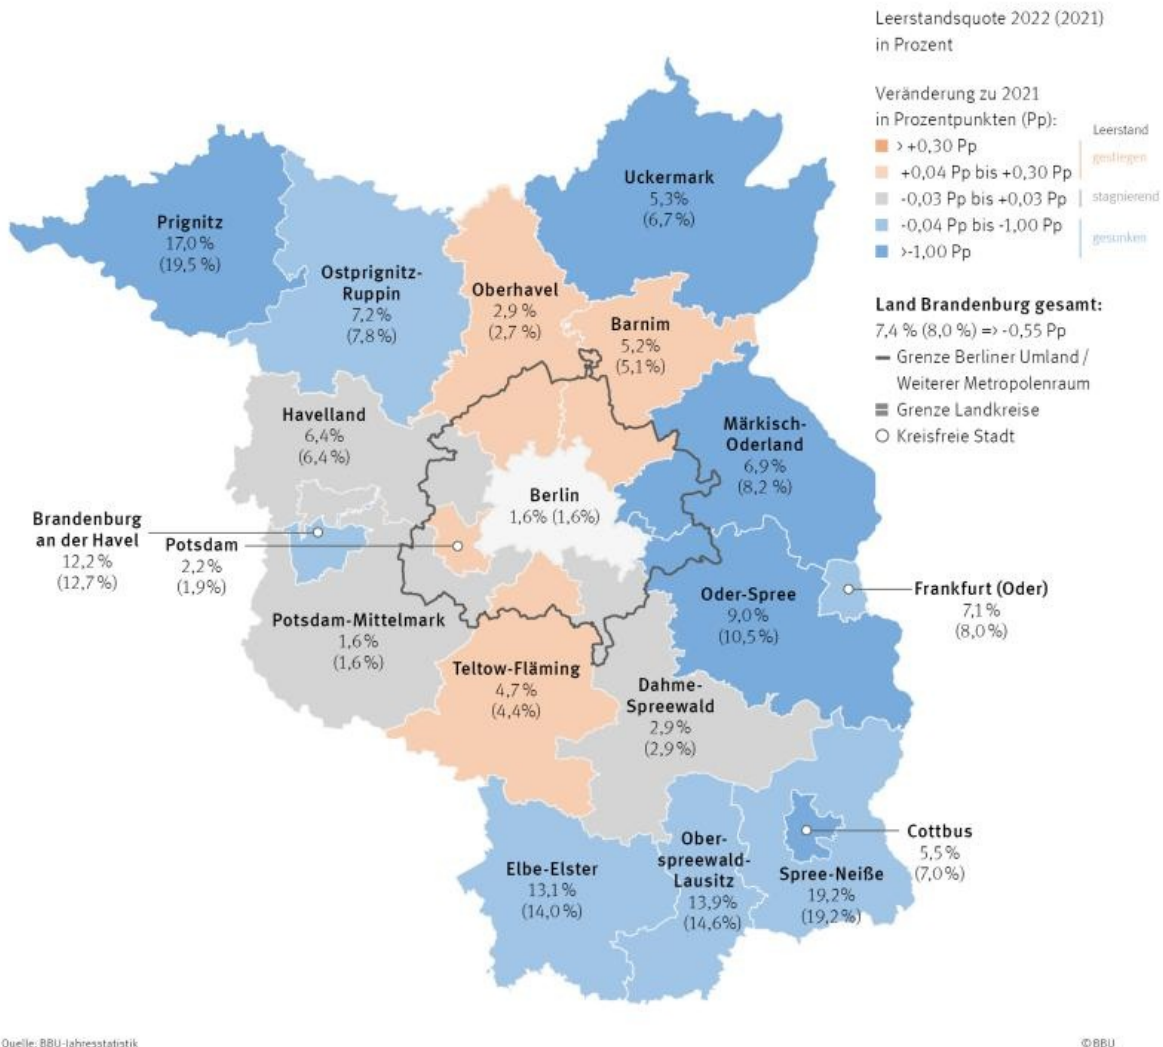 Leerstandsquote 2022 (2021)
in Prozent
Veränderung zu 2021
in Prozentpunkten (Pp):
Leerstand
> +0,30 Pp
gestiegen
+0,04 Pp bis +0,30 Pp
-0,03 Pp bis +0,03 Pp
stagnierend
-0,04 Pp bis -1,00 Pp
gesunken
>-1,00 Pp
Land Brandenburg gesamt:
7,4 % (8,0 %) => -0,55 Pp
Grenze Berliner Umland /
Weiterer Metropolenraum
Grenze Landkreise
Kreisfreie Stadt
Uckermark
5,3%
(6,7%)
Prignitz
17,0%
(19,5 %)
Ostprignitz-
Ruppin
7,2%
(7,8%)
Oberhavel
2,9 %
(2,7 %)
Barnim
5,2%
(5,1%)
Havelland
6,4%
(6,4%)
Märkisch-
Oderland
6,9%
(8,2 %)
Berlin
1,6% (1,6%)
Brandenburg
an der Havel
12,2%
(12,7%)
Potsdam
2,2%
(1,9%)
Oder-Spree
9,0%
(10,5%)
Frankfurt (Oder)
7,1%
(8,0%)
Potsdam-Mittelmark
1,6%
(1,6%)
Teltow-Fläming
4,7%
(4,4%)
Dahme-
Spreewald
2,9%
(2,9%)
Cottbus
5,5%
(7,0%)
Elbe-Elster
13,1%
(14,0%)
Ober-
spreewald-
Lausitz
13,9%
(14,6%)
Spree-Neiße
19,2%
(19,2%)
Quelle: BBU-Jahresstatistik
© BBU